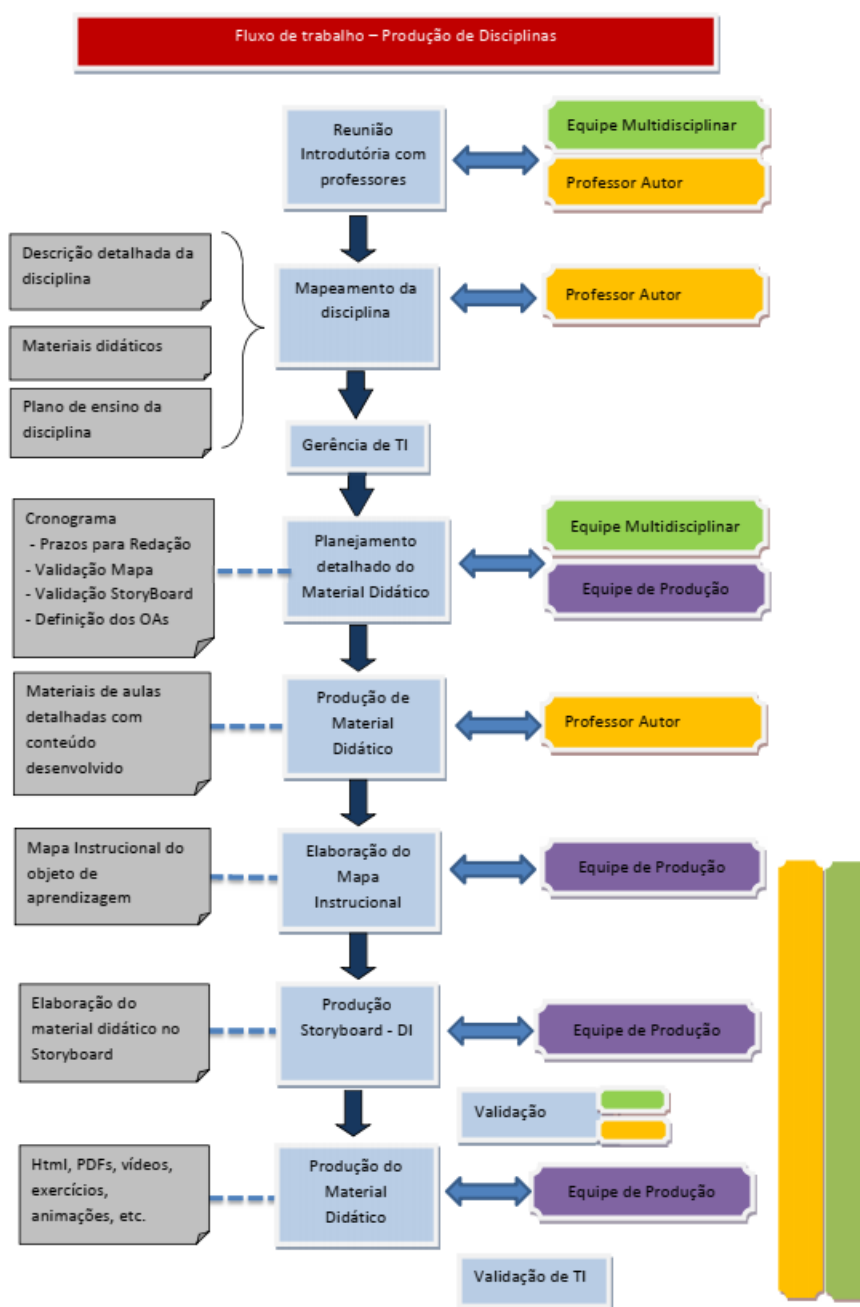 Fluxo de trabalho – Produção de Disciplinas
Reunião
Introdutória com
professores
Equipe Multidisciplinar
Professor Autor
Descrição detalhada da
disciplina
Materiais didáticos
Plano de ensino da
disciplina
Mapeamento da
disciplina
Professor Autor
Gerência de TI
Cronograma
- Prazos para Redação
- Validação Mapa
- Validação StoryBoard
- Definição dos OAs
Planejamento
detalhado do
Material Didático
Equipe Multidisciplinar
Equipe de Produção
Materiais de aulas
detalhadas com
conteúdo
desenvolvido
Produção de
Material
Didático
Professor Autor
Mapa Instrucional do
objeto de
aprendizagem
Elaboração do
Mapa
Instrucional
Equipe de Produção
Elaboração do
material didático no
Storyboard
Produção
Storyboard - DI
Equipe de Produção
Validação
Html, PDFs, vídeos,
exercícios,
animações, etc.
Produção do
Material
Didático
Equipe de Produção
Validação de TI